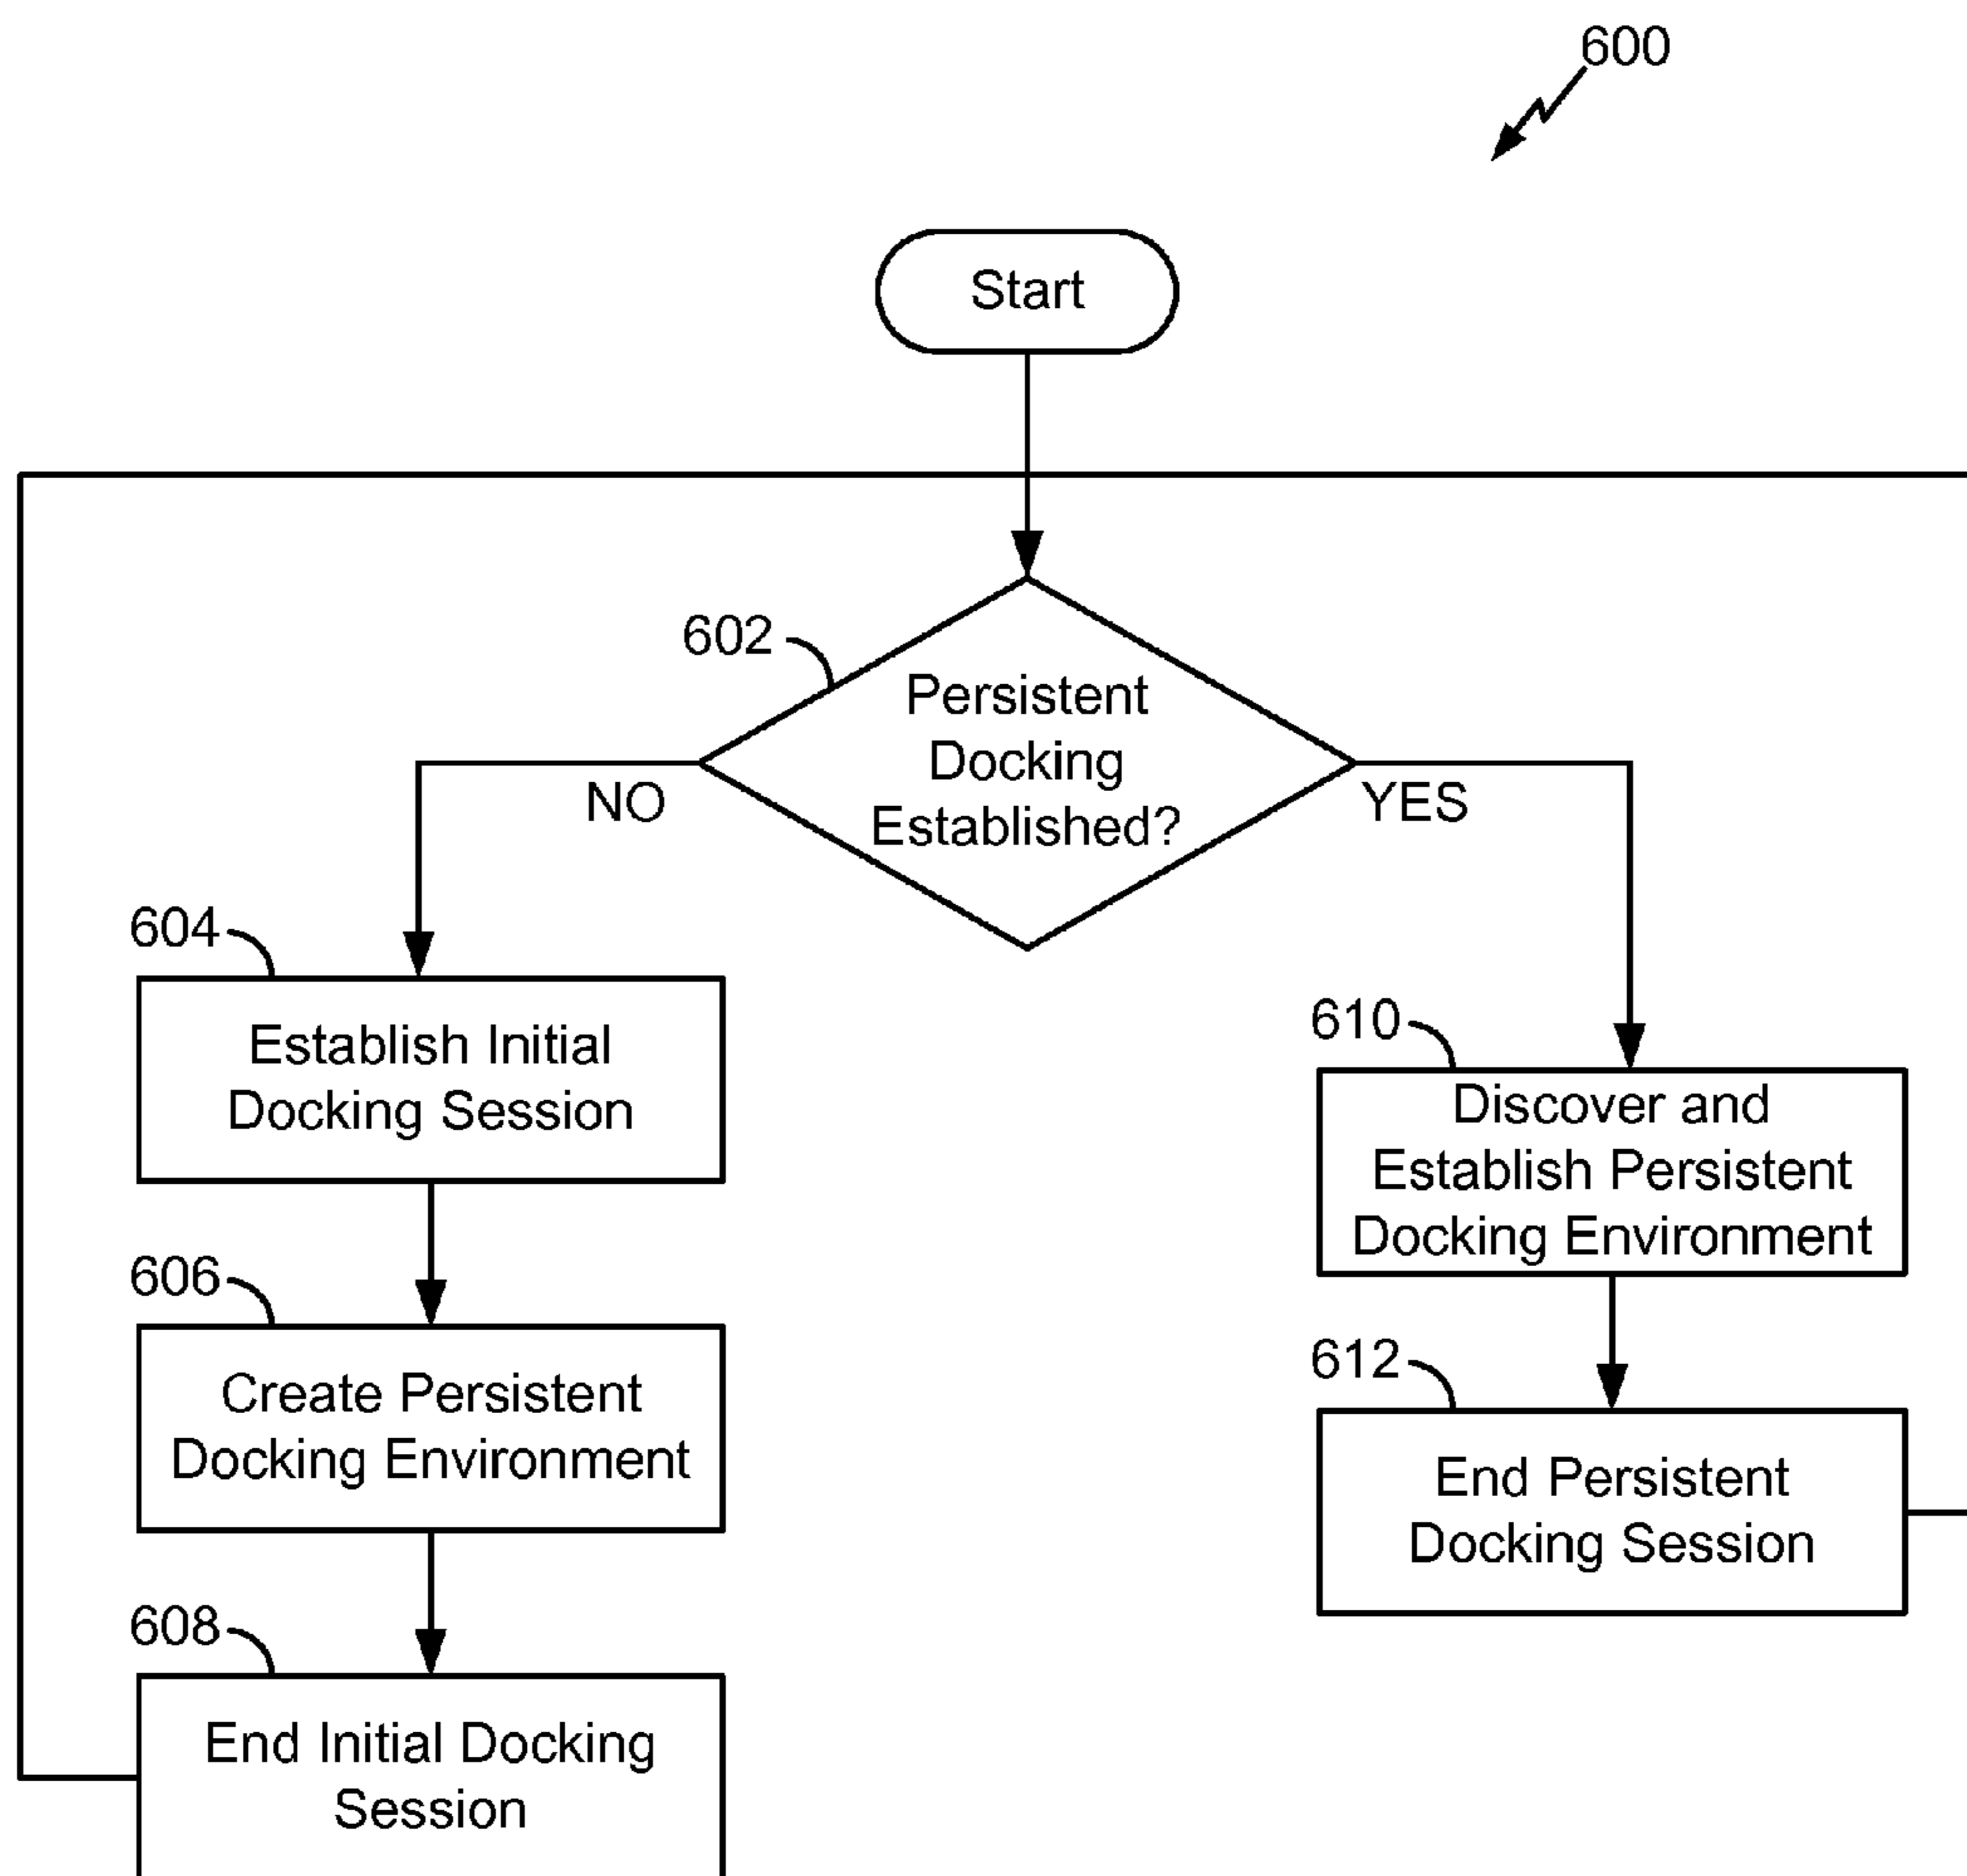 600
Start
602
Persistent
Docking
Established?
NO
YES
604
Establish Initial
Docking Session
610
Discover and
Establish Persistent
Docking Environment
606
Create Persistent
Docking Environment
612
End Persistent
Docking Session
608
End Initial Docking
Session